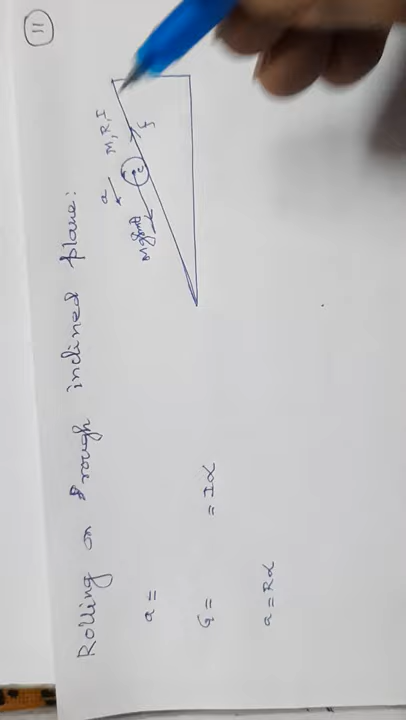 11
Rolling on rough inclined plane:
a
M, R, I
Mg sinθ
f
a =
G = = Iα
a = Rα